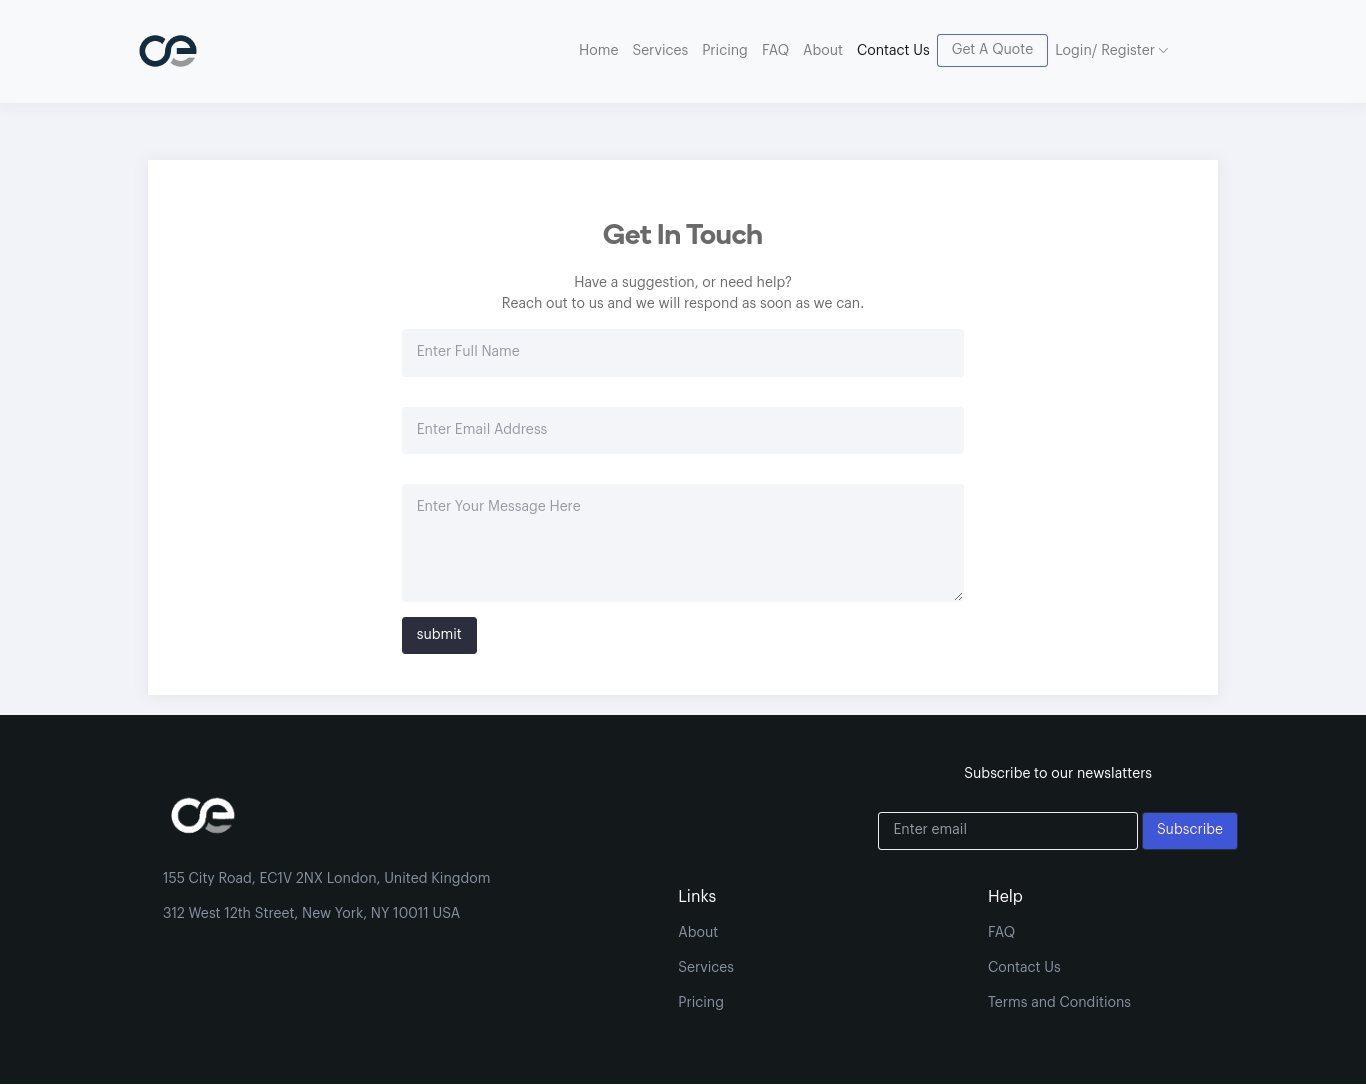 Home Services Pricing FAQ About Contact Us Get A Quote Login/ Register
Get In Touch
Have a suggestion, or need help?
Reach out to us and we will respond as soon as we can.
Enter Full Name
Enter Email Address
Enter Your Message Here
submit
Subscribe to our newslatters
Enter email Subscribe
155 City Road, EC1V 2NX London, United Kingdom
312 West 12th Street, New York, NY 10011 USA
Links
About
Services
Pricing
Help
FAQ
Contact Us
Terms and Conditions